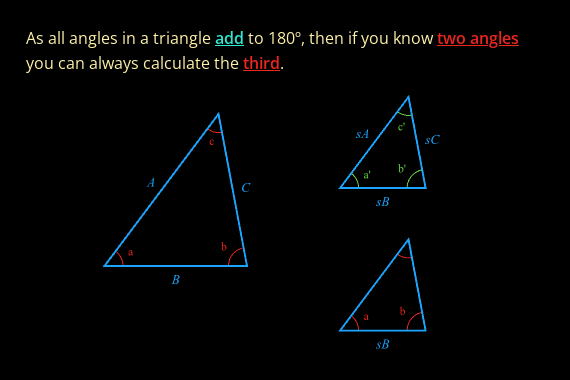 As all angles in a triangle add to 180°, then if you know two angles
you can always calculate the third.
c
A
C
a
b
B
c'
sA
sC
a'
b'
sB
a
b
sB